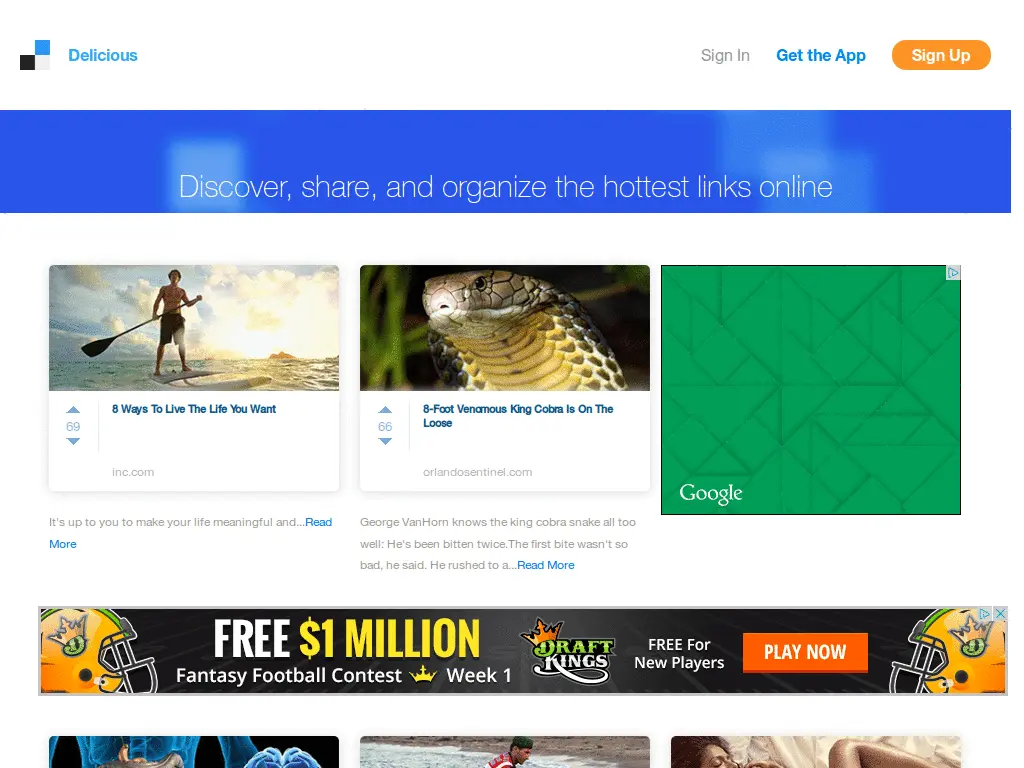 Delicious
Sign In
Get the App
Sign Up
Discover, share, and organize the hottest links online
69
8 Ways To Live The Life You Want
inc.com
66
8-Foot Venomous King Cobra Is On The
Loose
orlandosentinel.com
Google
It's up to you to make your life meaningful and...Read
More
George VanHorn knows the king cobra snake all too
well: He's been bitten twice.The first bite wasn't so
bad, he said. He rushed to a...Read More
FREE $1 MILLION
Fantasy Football Contest Week 1
DRAFT
KINGS
FREE For
New Players
PLAY NOW